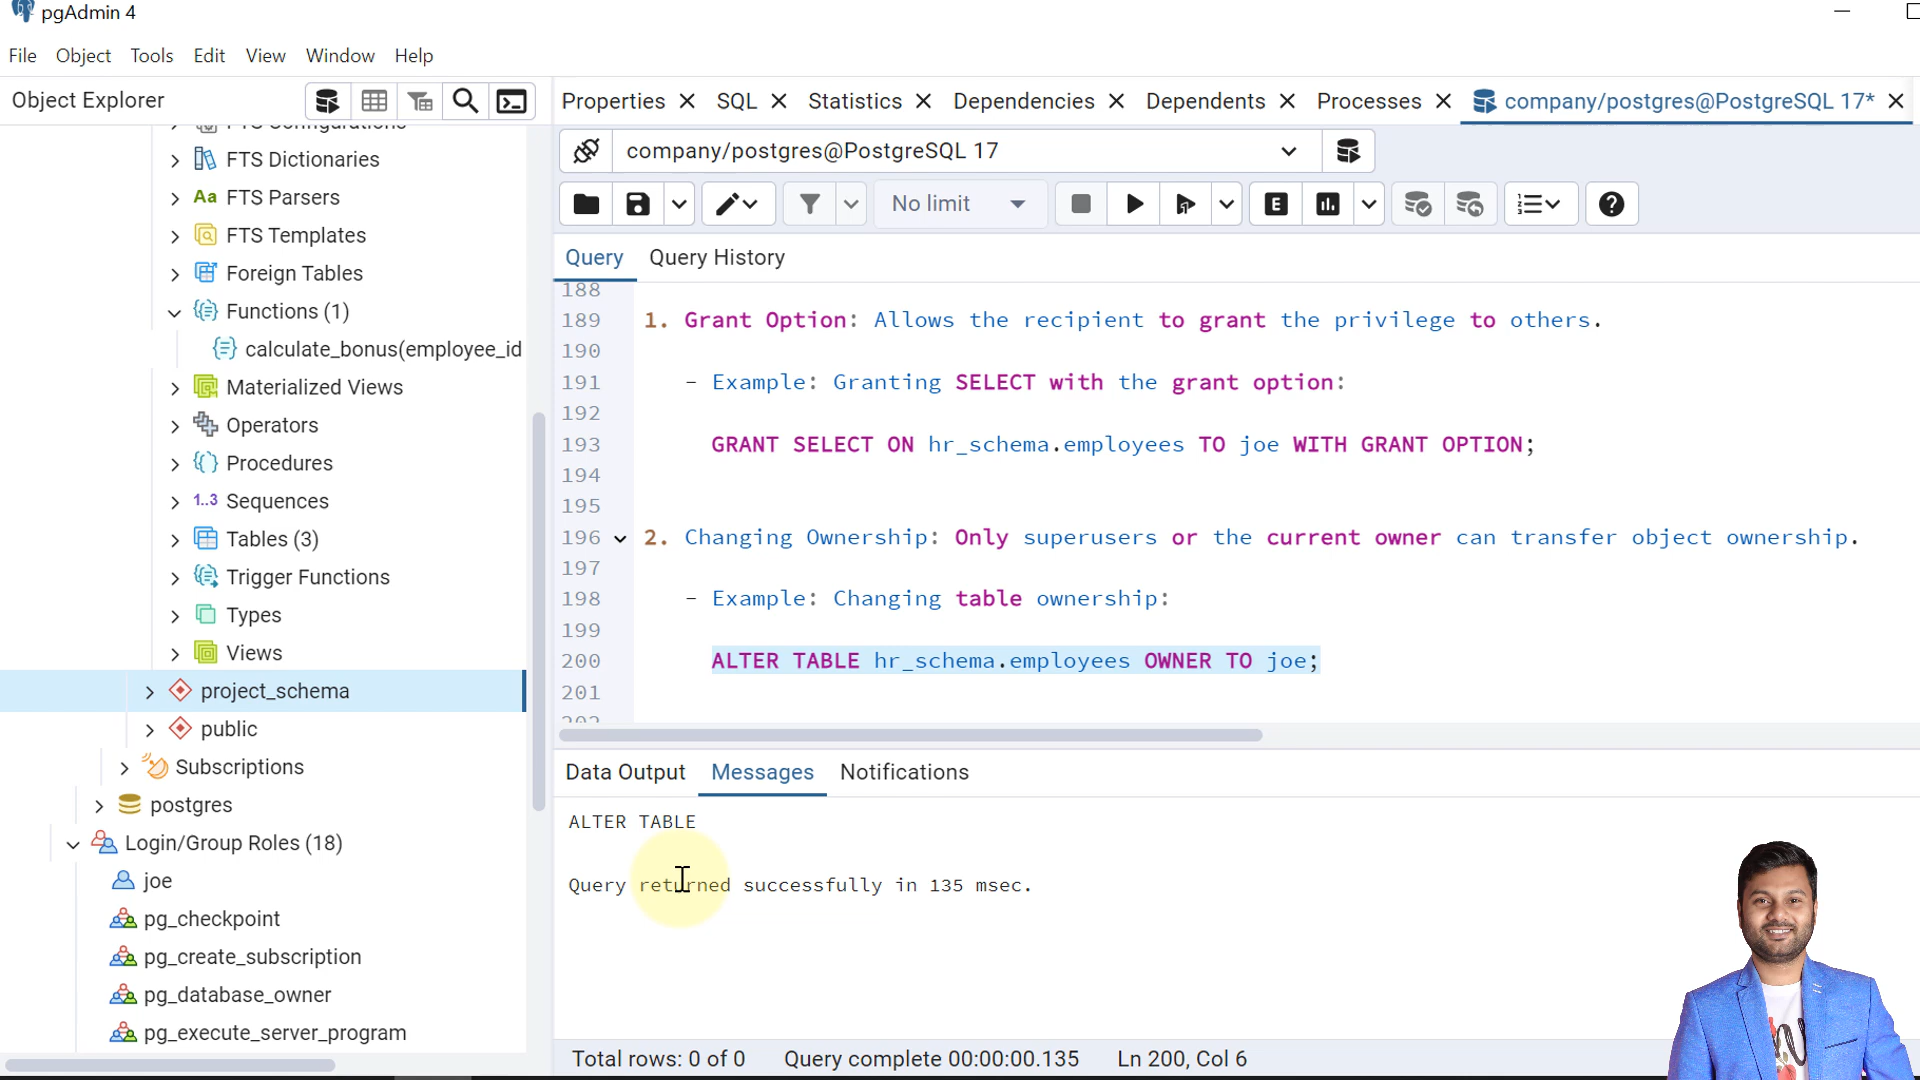 pgAdmin 4
File Object Tools Edit View Window Help
Object Explorer
Properties SQL Statistics Dependencies Dependents Processes company/postgres@PostgreSQL 17*
company/postgres@PostgreSQL 17
No limit
E
Query Query History
FTS Configurations
FTS Dictionaries
Aa FTS Parsers
FTS Templates
Foreign Tables
Functions (1)
calculate_bonus(employee_id
Materialized Views
Operators
Procedures
1..3 Sequences
Tables (3)
Trigger Functions
Types
Views
project_schema
public
Subscriptions
postgres
Login/Group Roles (18)
joe
pg_checkpoint
pg_create_subscription
pg_database_owner
pg_execute_server_program
188
189 1. Grant Option: Allows the recipient to grant the privilege to others.
190
191 - Example: Granting SELECT with the grant option:
192
193 GRANT SELECT ON hr_schema.employees TO joe WITH GRANT OPTION;
194
195
196 2. Changing Ownership: Only superusers or the current owner can transfer object ownership.
197
198 - Example: Changing table ownership:
199
200 ALTER TABLE hr_schema.employees OWNER TO joe;
201
202
Data Output Messages Notifications
ALTER TABLE
Query returned successfully in 135 msec.
Total rows: 0 of 0 Query complete 00:00:00.135 Ln 200, Col 6